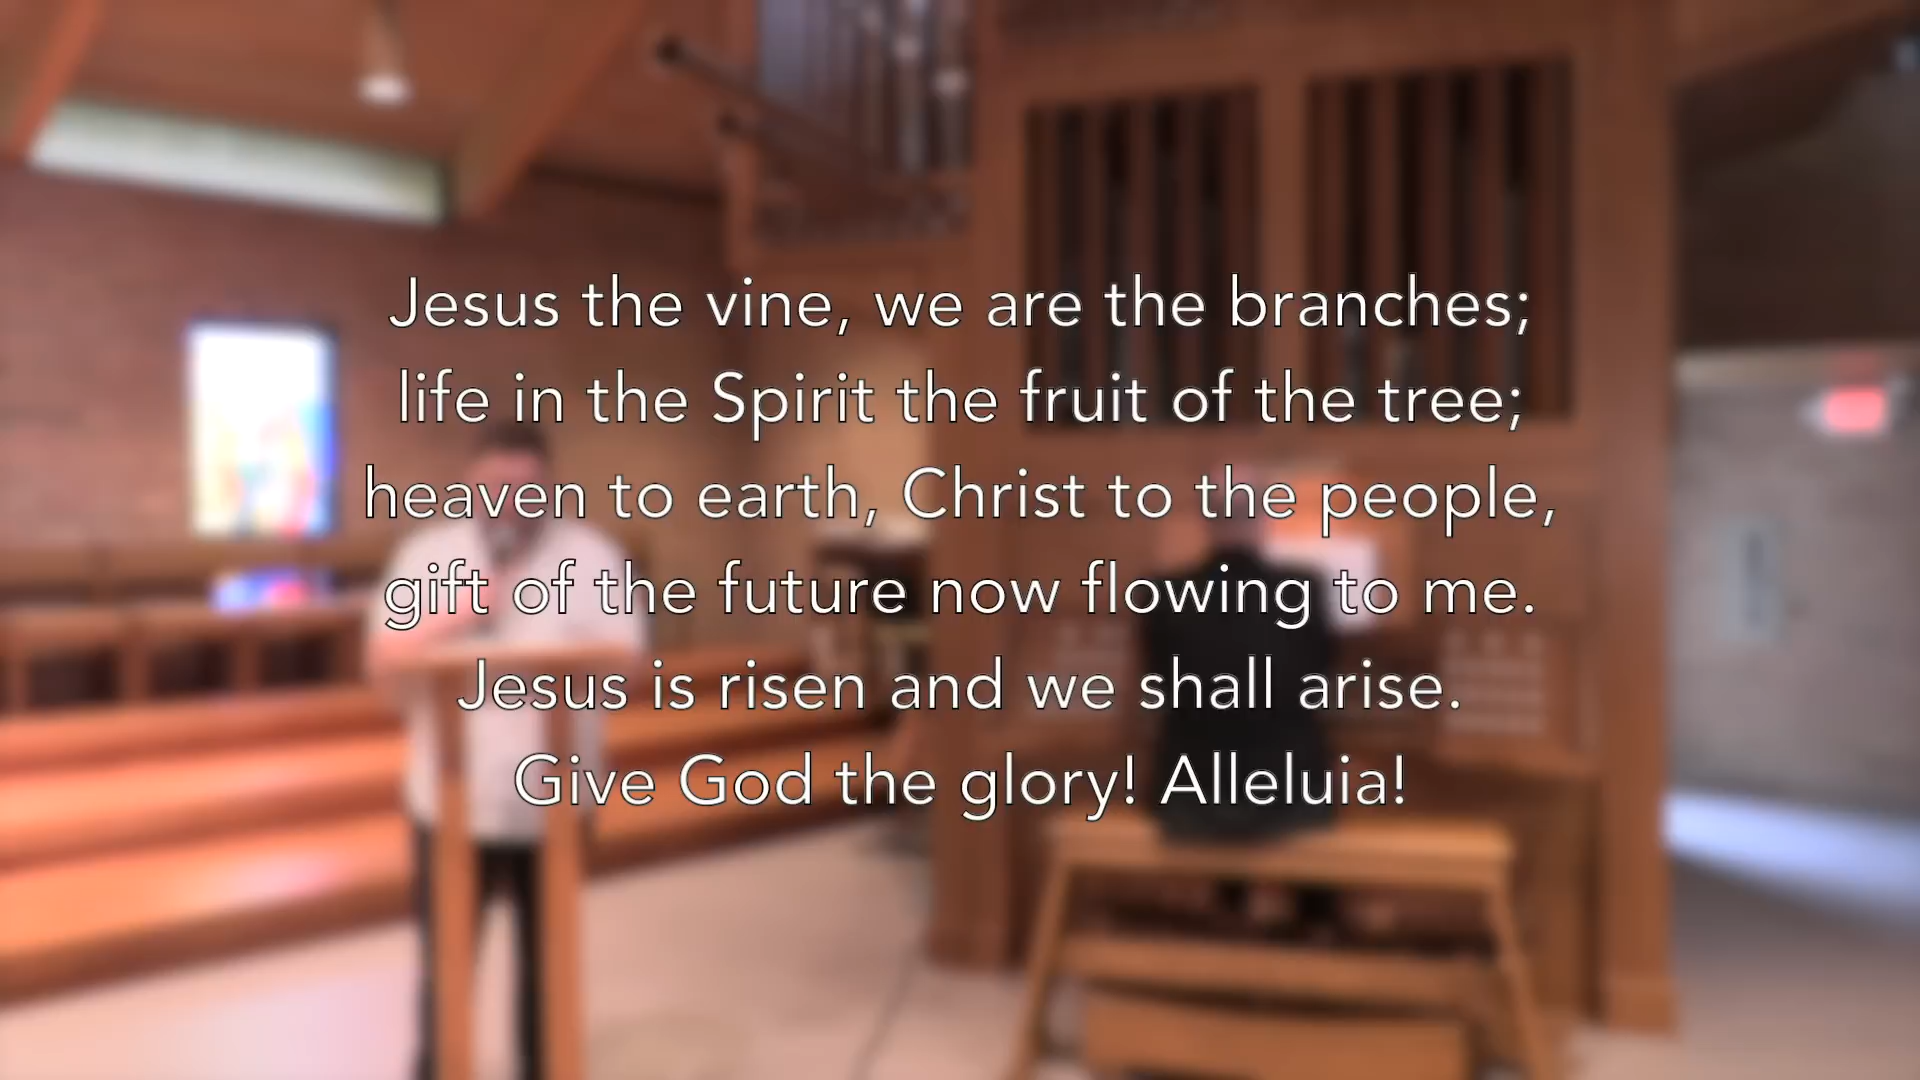 Jesus the vine, we are the branches;
life in the Spirit the fruit of the tree;
heaven to earth, Christ to the people,
gift of the future now flowing to me.
Jesus is risen and we shall arise.
Give God the glory! Alleluia!